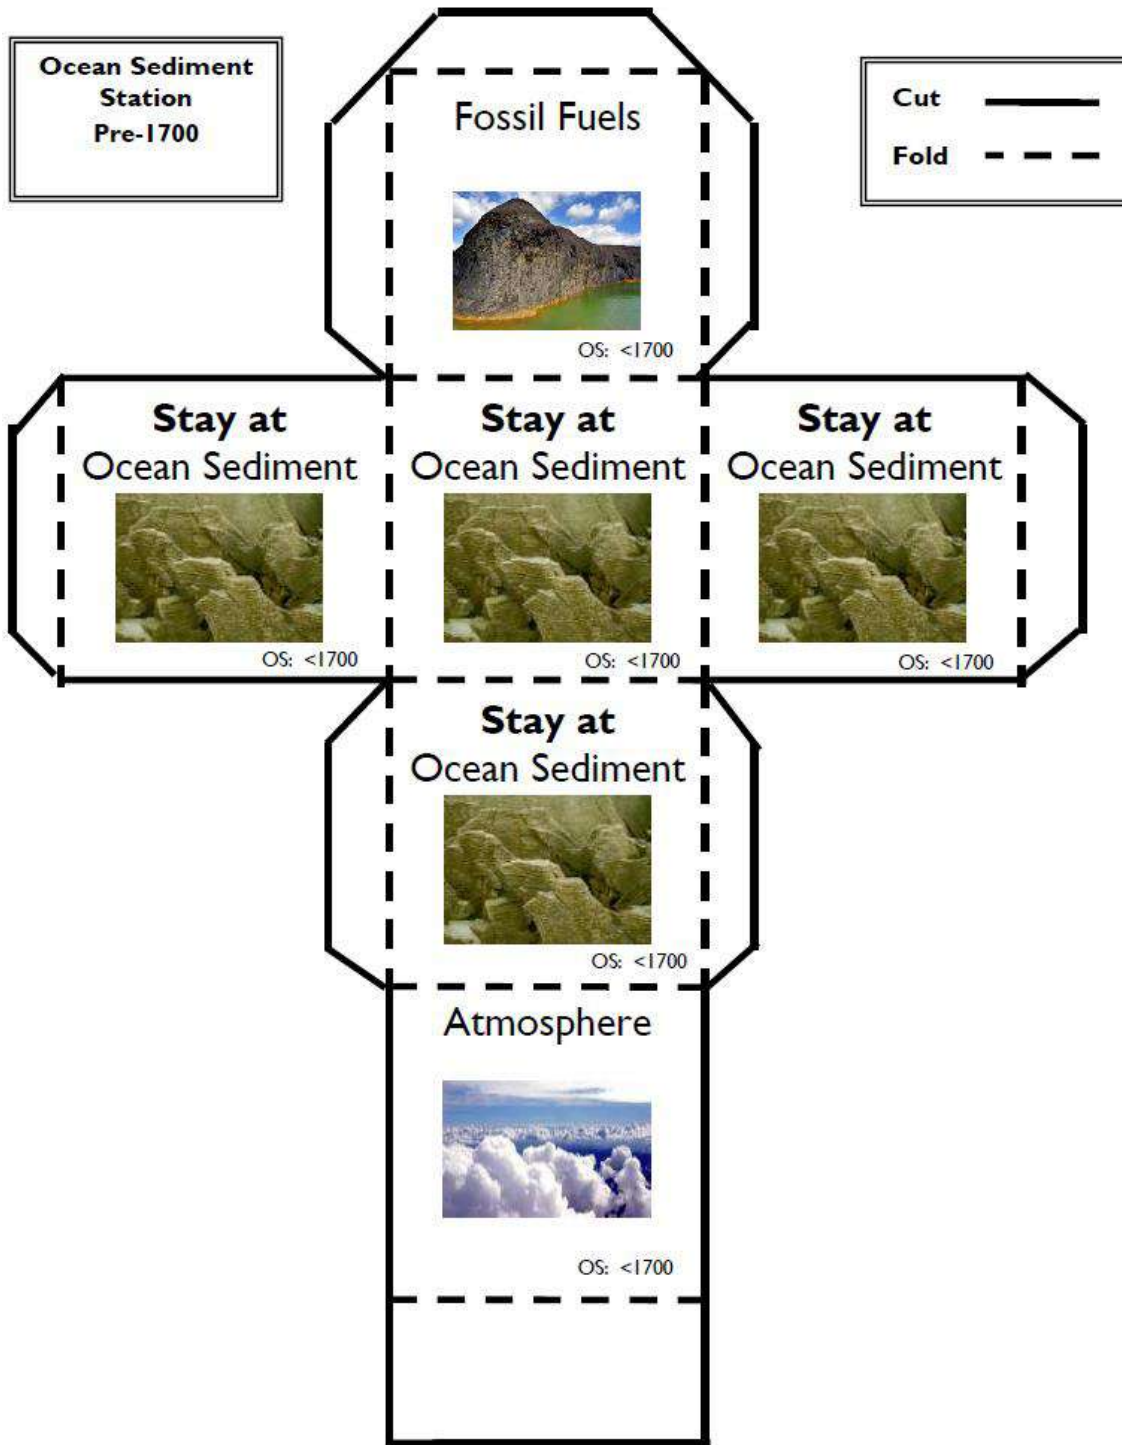 Ocean Sediment
Station
Pre-1700
Cut
Fold
Fossil Fuels
OS: <1700
Stay at
Ocean Sediment
OS: <1700
Stay at
Ocean Sediment
OS: <1700
Stay at
Ocean Sediment
OS: <1700
Stay at
Ocean Sediment
OS: <1700
Atmosphere
OS: <1700